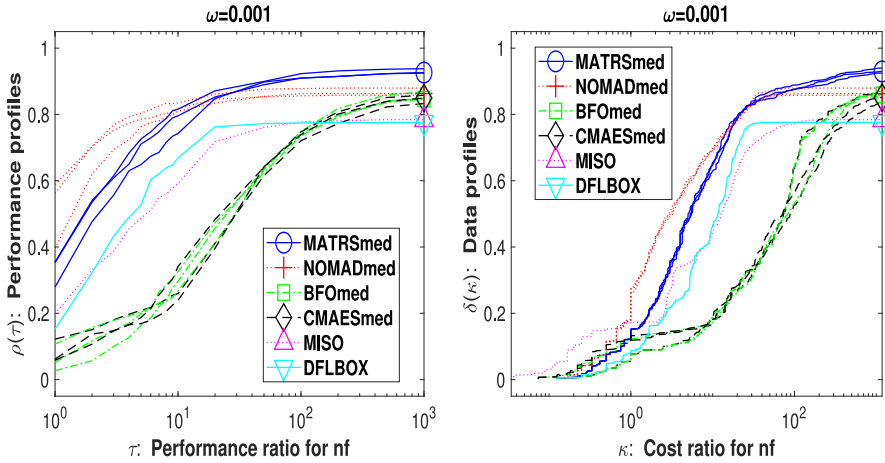 ω=0.001
ρ(τ): Performance profiles
1
0.8
0.6
0.4
0.2
0
MATRSmed
NOMADmed
BFOmed
CMAESmed
MISO
DFLBOX
10^0
10^1
10^2
10^3
τ: Performance ratio for nf
ω=0.001
δ(κ): Data profiles
1
0.8
0.6
0.4
0.2
0
MATRSmed
NOMADmed
BFOmed
CMAESmed
MISO
DFLBOX
10^0
10^2
κ: Cost ratio for nf